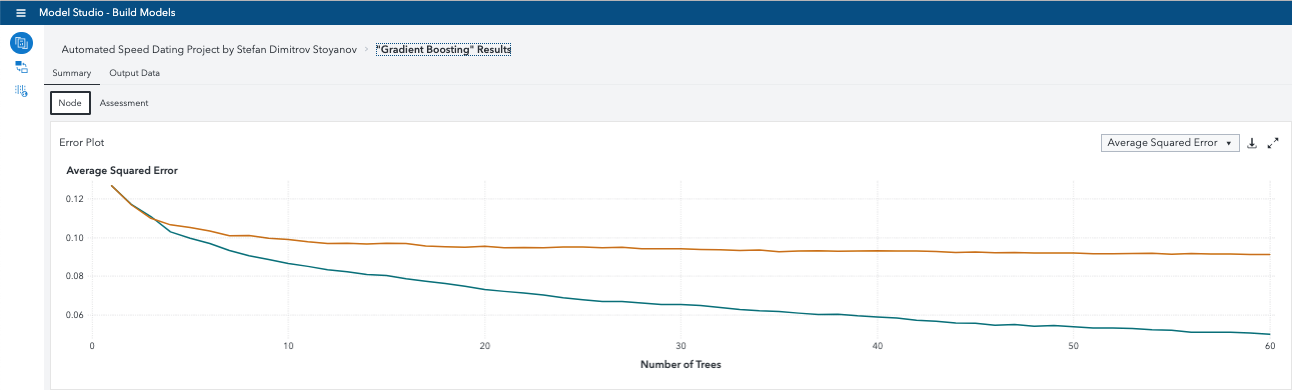 Model Studio - Build Models
Automated Speed Dating Project by Stefan Dimitrov Stoyanov > "Gradient Boosting" Results
Summary Output Data
Node Assessment
Error Plot
Average Squared Error
Average Squared Error
0.12
0.10
0.08
0.06
0 10 20 30 40 50 60
Number of Trees